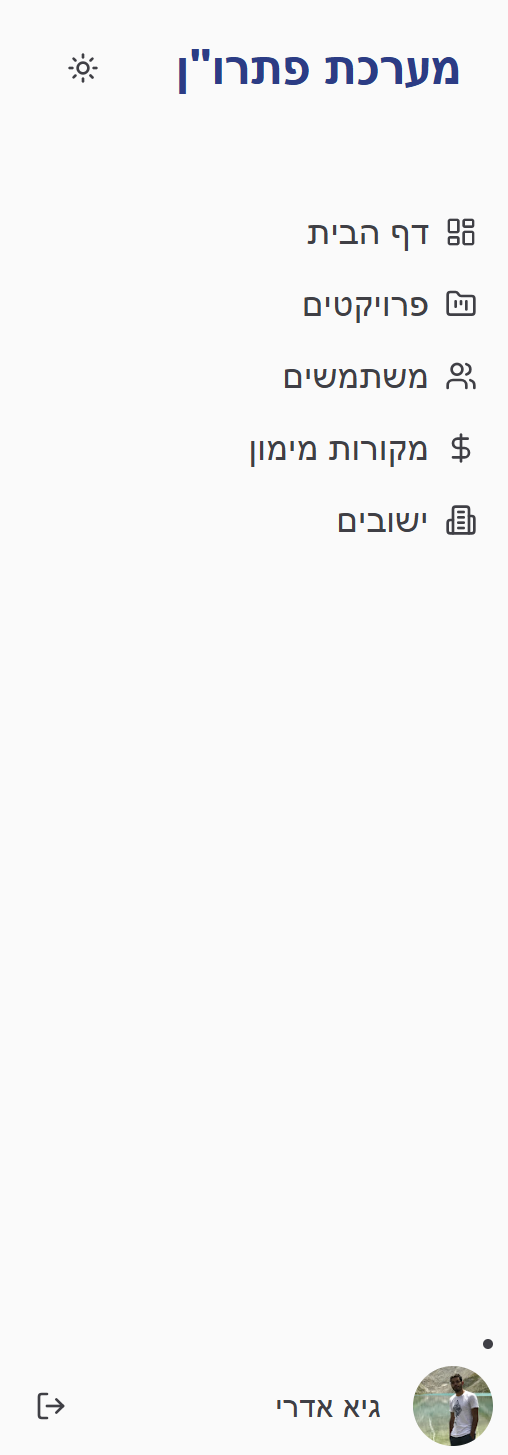 מערכת פתרו"ן
דף הבית
פרויקטים
משתמשים
מקורות מימון
ישובים
גיא אדרי